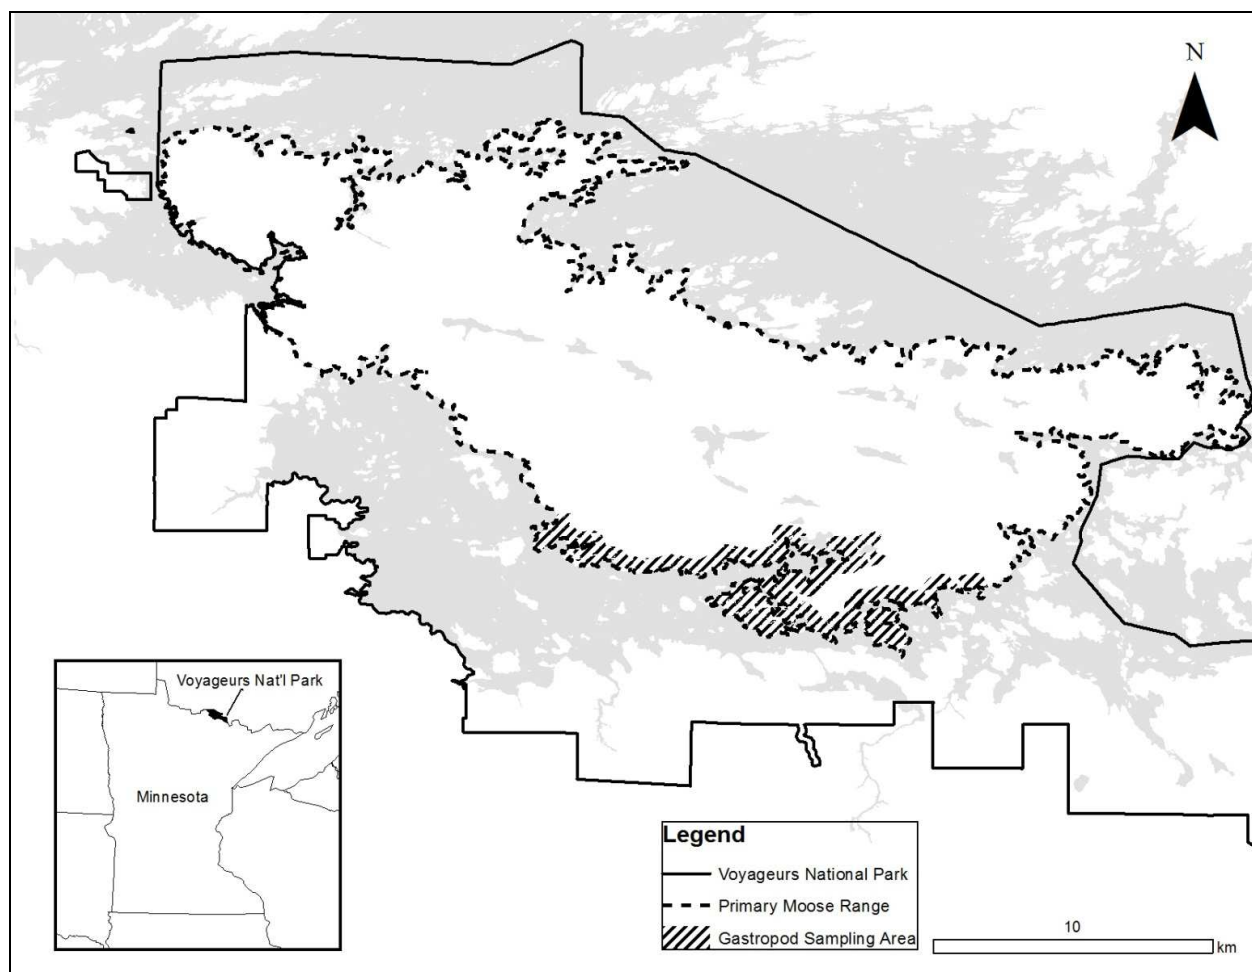 N
Voyageurs Nat'l Park
Minnesota
Legend
Voyageurs National Park
Primary Moose Range
Gastropod Sampling Area
10
km